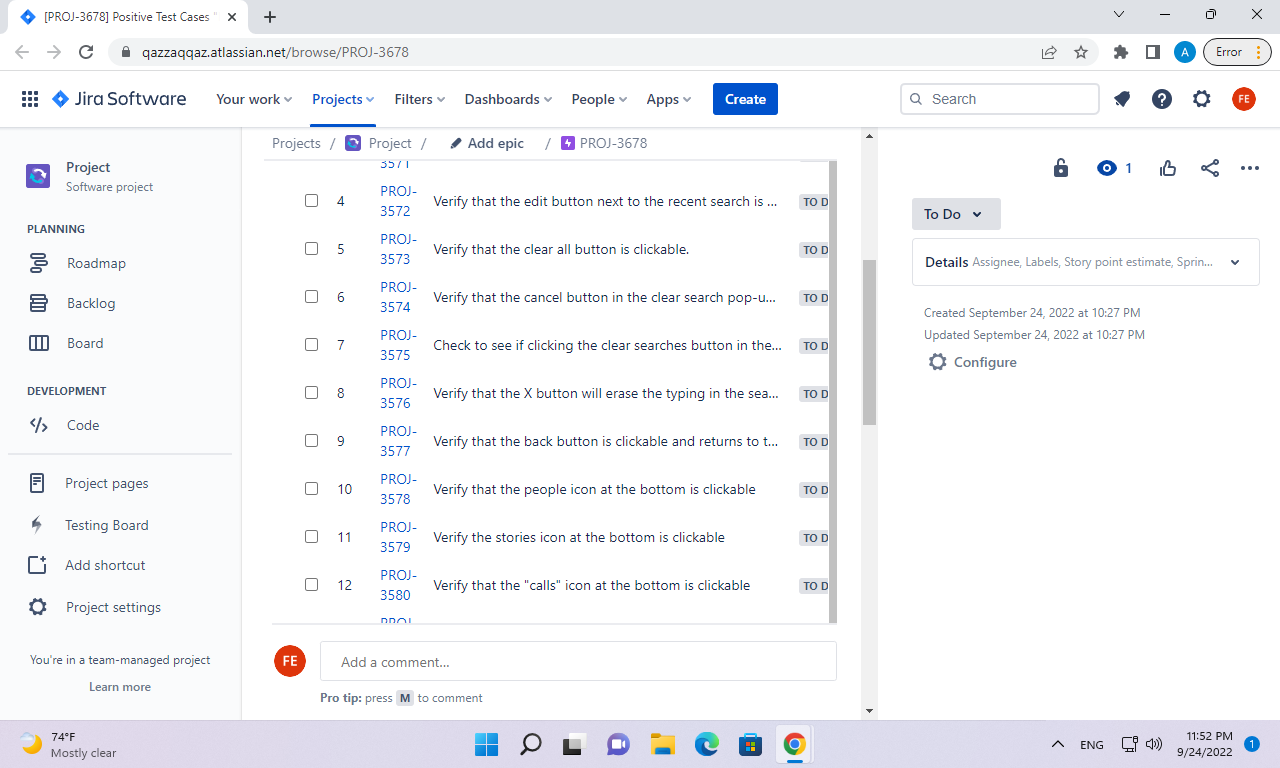 [PROJ-3678] Positive Test Cases "
qazzaqqaz.atlassian.net/browse/PROJ-3678
A
Error
Jira Software
Your work
Projects
Filters
Dashboards
People
Apps
Create
Search
FE
Project
Software project
PLANNING
Roadmap
Backlog
Board
DEVELOPMENT
Code
Project pages
Testing Board
Add shortcut
Project settings
You're in a team-managed project
Learn more
Projects / Project / Add epic / PROJ-3678
3571
4 PROJ-3572 Verify that the edit button next to the recent search is ... TO D
5 PROJ-3573 Verify that the clear all button is clickable. TO D
6 PROJ-3574 Verify that the cancel button in the clear search pop-u... TO D
7 PROJ-3575 Check to see if clicking the clear searches button in the... TO D
8 PROJ-3576 Verify that the X button will erase the typing in the sea... TO D
9 PROJ-3577 Verify that the back button is clickable and returns to t... TO D
10 PROJ-3578 Verify that the people icon at the bottom is clickable TO D
11 PROJ-3579 Verify the stories icon at the bottom is clickable TO D
12 PROJ-3580 Verify that the "calls" icon at the bottom is clickable TO D
PROJ-
FE
Add a comment...
Pro tip: press M to comment
1
To Do
Details Assignee, Labels, Story point estimate, Sprin...
Created September 24, 2022 at 10:27 PM
Updated September 24, 2022 at 10:27 PM
Configure
74°F
Mostly clear
ENG
11:52 PM
9/24/2022
1